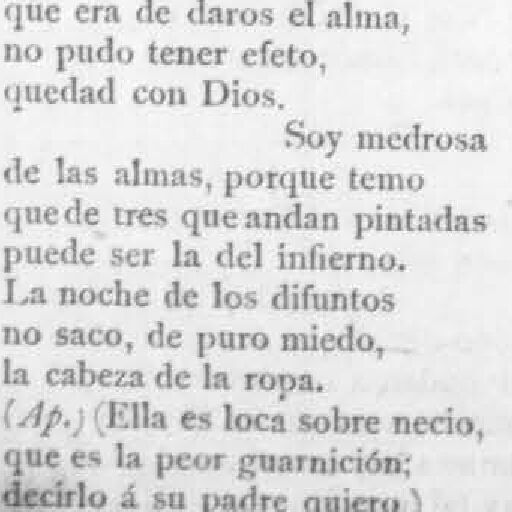 que era de daros el alma,
no pudo tener efeto,
quedad con Dios.
Soy medrosa
de las almas, porque temo
que de tres que andan pintadas
puede ser la del infierno.
La noche de los difuntos
no saco, de puro miedo,
la cabeza de la ropa.
(Ap.) (Ella es loca sobre necio,
que es la peor guarnición;
decirlo á su padre quiero.)